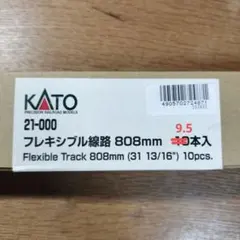 KATO
PRECISION RAILROAD MODELS
4905702724871
21-000
9.5
フレキシブル線路 808mm 10本入
Flexible Track 808mm (31 13/16") 10pcs.